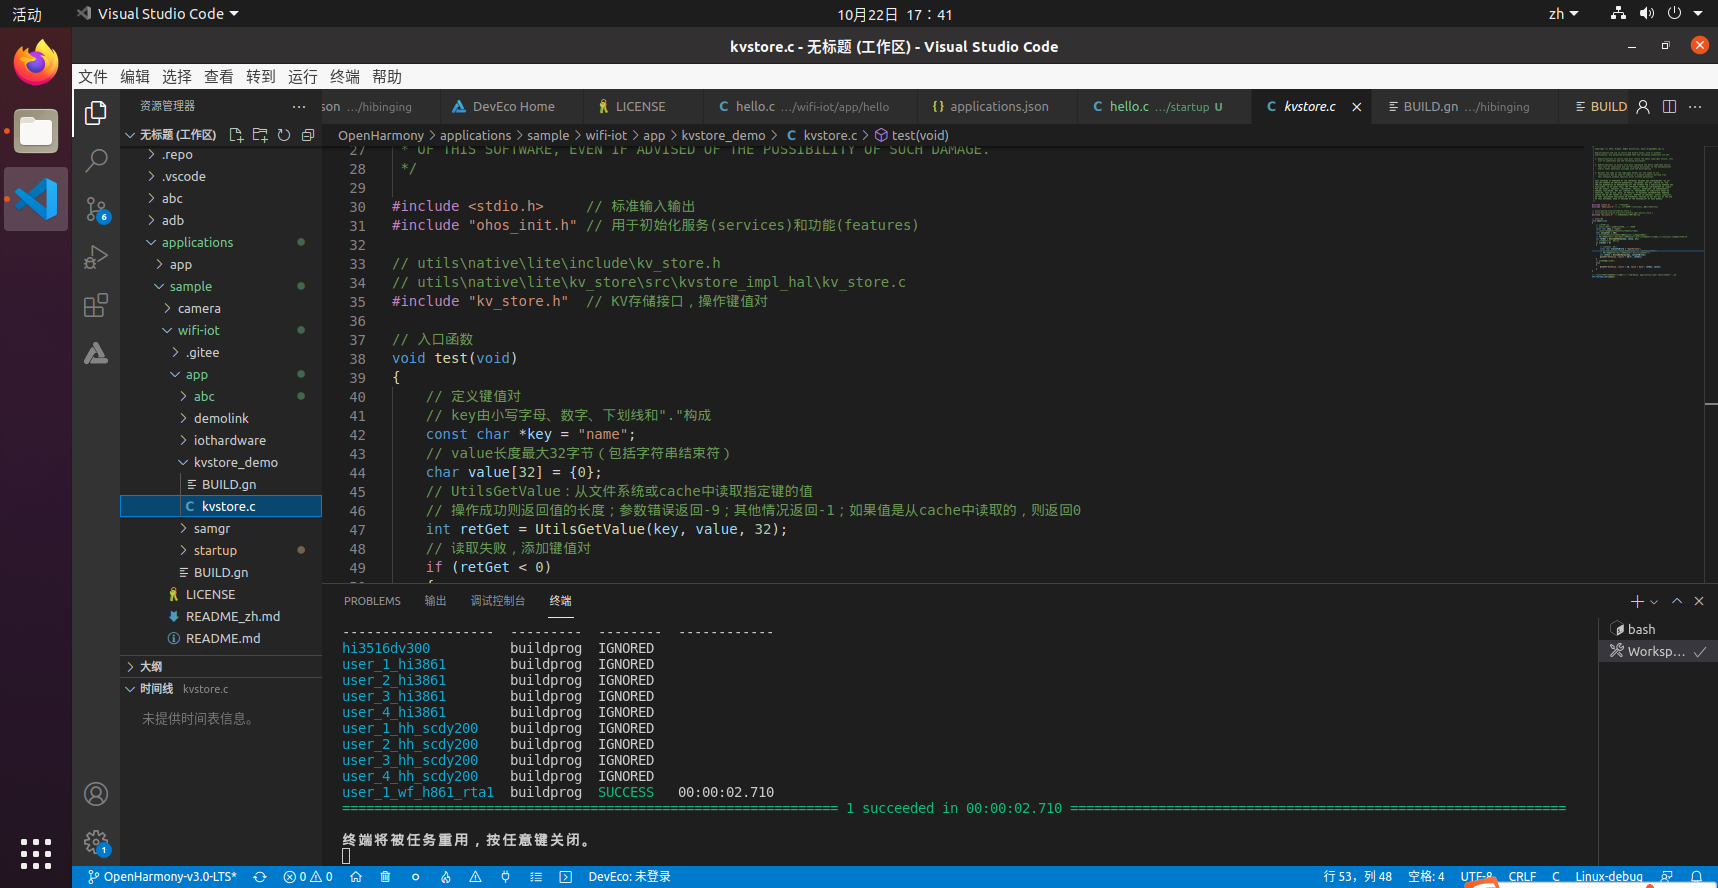 活动
Visual Studio Code
10月22日 17：41
zh
kvstore.c - 无标题 (工作区) - Visual Studio Code
文件 编辑 选择 查看 转到 运行 终端 帮助
资源管理器 ···
son .../hibinging
DevEco Home
LICENSE
hello.c .../wifi-iot/app/hello
{} applications.json
hello.c .../startup U
kvstore.c
BUILD.gn .../hibinging
BUILD
OpenHarmony > applications > sample > wifi-iot > app > kvstore_demo > C kvstore.c > test(void)
无标题 (工作区)
.repo
.vscode
abc
adb
applications
app
sample
camera
wifi-iot
.gitee
app
abc
demolink
iothardware
kvstore_demo
BUILD.gn
kvstore.c
samgr
startup
BUILD.gn
LICENSE
README_zh.md
README.md
大纲
时间线 kvstore.c
未提供时间表信息。
6
1
27 * OF THIS SOFTWARE, EVEN IF ADVISED OF THE POSSIBILITY OF SUCH DAMAGE.
28 */
29
30 #include <stdio.h>     // 标准输入输出
31 #include "ohos_init.h" // 用于初始化服务(services)和功能(features)
32
33 // utils\native\lite\include\kv_store.h
34 // utils\native\lite\kv_store\src\kvstore_impl_hal\kv_store.c
35 #include "kv_store.h"  // KV存储接口，操作键值对
36
37 // 入口函数
38 void test(void)
39 {
40     // 定义键值对
41     // key由小写字母、数字、下划线和"."构成
42     const char *key = "name";
43     // value长度最大32字节（包括字符串结束符）
44     char value[32] = {0};
45     // UtilsGetValue：从文件系统或cache中读取指定键的值
46     // 操作成功则返回值的长度；参数错误返回-9；其他情况返回-1；如果值是从cache中读取的，则返回0
47     int retGet = UtilsGetValue(key, value, 32);
48     // 读取失败，添加键值对
49     if (retGet < 0)
PROBLEMS 输出 调试控制台 终端
-------------------  ---------  --------  ------------
hi3516dv300 buildprog IGNORED
user_1_hi3861 buildprog IGNORED
user_2_hi3861 buildprog IGNORED
user_3_hi3861 buildprog IGNORED
user_4_hi3861 buildprog IGNORED
user_1_hh_scdy200 buildprog IGNORED
user_2_hh_scdy200 buildprog IGNORED
user_3_hh_scdy200 buildprog IGNORED
user_4_hh_scdy200 buildprog IGNORED
user_1_wf_h861_rta1 buildprog SUCCESS 00:00:02.710
============================================================== 1 succeeded in 00:00:02.710 ==============================================================
终端将被任务重用，按任意键关闭。
bash
Worksp...
OpenHarmony-v3.0-LTS* 0 0 DevEco: 未登录
行 53，列 48 空格: 4 UTF-8 CRLF C Linux-debug